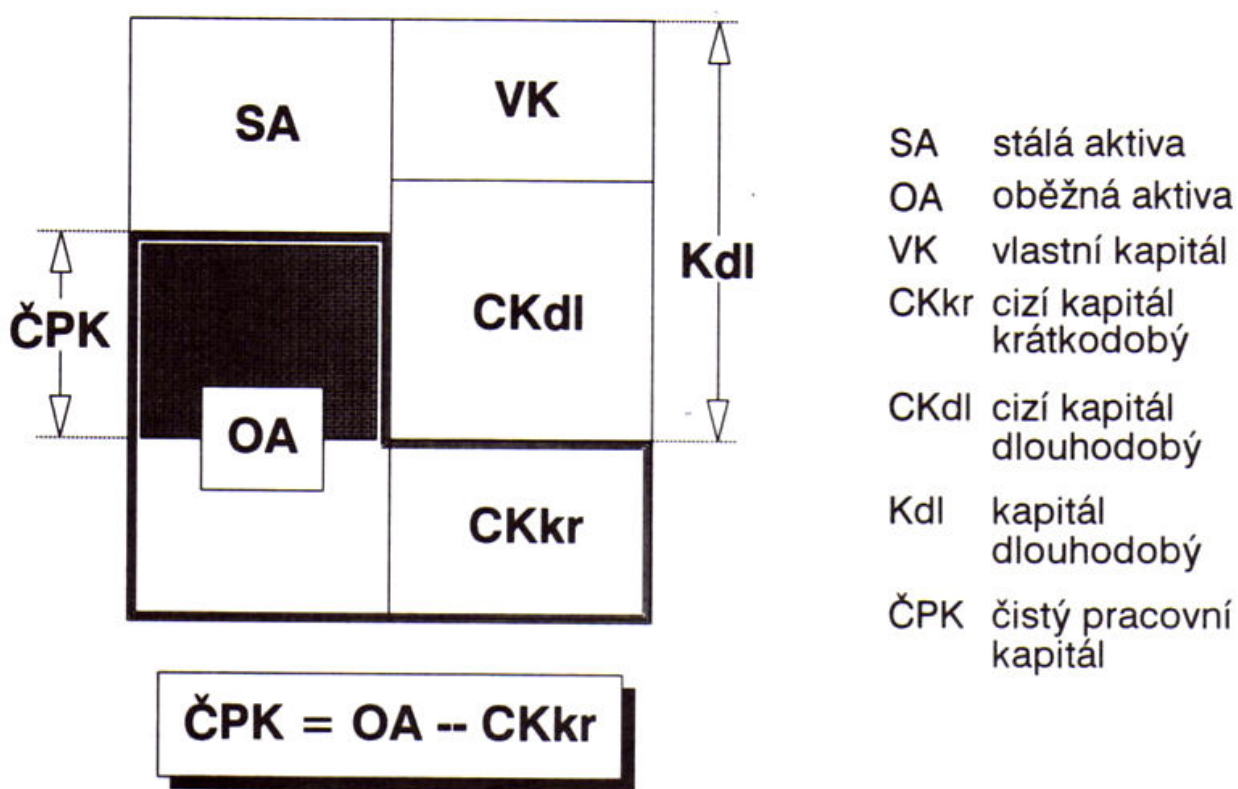 SA
VK
ČPK
OA
CKdl
Kdl
CKkr
ČPK = OA -- CKkr
SA stálá aktiva
OA oběžná aktiva
VK vlastní kapitál
CKkr cizí kapitál
krátkodobý
CKdl cizí kapitál
dlouhodobý
Kdl kapitál
dlouhodobý
ČPK čistý pracovní
kapitál